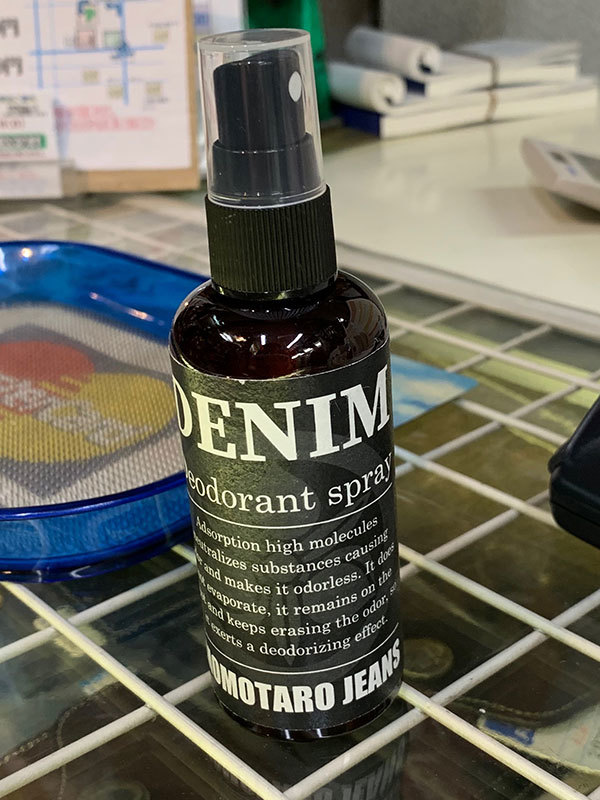 DENIM
deodorant spray
Adsorption high molecules
neutralizes substances causing
and makes it odorless. It does
not evaporate, it remains on the
and keeps erasing the odor, so
exerts a deodorizing effect.
MOMOTARO JEANS